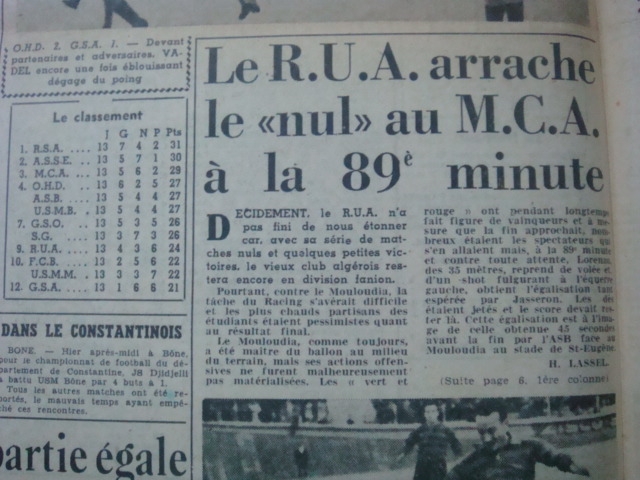 O.H.D. 2. G.S.A. 1. — Devant
partenaires et adversaires. VA-
DEL encore une fois éblouissant
dégage du poing
Le classement
J G N P Pts
1. R.S.A. .... 13 7 4 2 31
2. A.S.S.E. .. 13 5 7 1 30
3. M.C.A. ... 13 5 6 2 29
4. O.H.D. ... 13 6 2 5 27
A.S.B. ... 13 5 4 4 27
U.S.M.B. . 13 5 4 4 27
7. G.S.O. ... 13 5 3 5 26
S.G. .... 13 3 7 3 26
9. R.U.A. ... 13 4 3 6 24
10. F.C.B. ... 13 2 5 6 22
U.S.M.M. . 13 3 3 7 22
12. G.S.A. .. 13 1 6 6 21
DANS LE CONSTANTINOIS
BONE. — Hier après-midi à Bône,
pour le championnat de football du dé-
partement de Constantine, JS Djidjelli
a battu USM Bône par 4 buts à 1.
Tous les autres matches ont été re-
portés, le mauvais temps ayant empê-
ché ces rencontres.
partie égale
Le R.U.A. arrache
le «nul» au M.C.A.
à la 89è minute
DECIDEMENT, le R.U.A. n'a
pas fini de nous étonner
car, avec sa série de mat-
ches nuls et quelques petites vic-
toires, le vieux club algérois res-
tera encore en division fanion.
Pourtant, contre le Mouloudia, la
tâche du Racing s'avérait difficile
et les plus chauds partisans des
étudiants étaient pessimistes quant
au résultat final.
Le Mouloudia, comme toujours,
a été maître du ballon au milieu
du terrain, mais ses actions offen-
sives ne furent malheureusement
pas matérialisées. Les « vert et
rouge » ont pendant longtemps
fait figure de vainqueurs et à me-
sure que la fin approchait, nom-
breux étaient les spectateurs qui
s'en allaient mais, à la 89è minute
et contre toute attente, Lorenzo,
des 35 mètres, reprend de volée et
d'un shot fulgurant à l'équerre
gauche, obtient l'égalisation tant
espérée par Jasseron. Les dés
étaient jetés et le score devait res-
ter là. Cette égalisation est à l'ima-
ge de celle obtenue 45 secondes
avant la fin par l'ASB face au
Mouloudia au stade de St-Eugène.
H. LASSEL.
(Suite page 6. 1ère colonne)